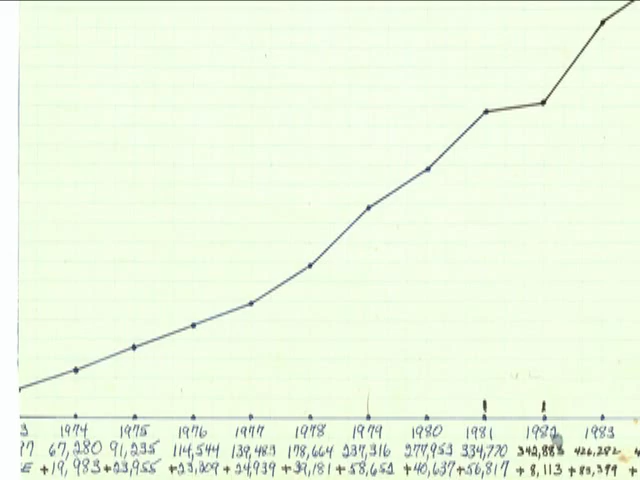 3 1974 1975 1976 1977 1978 1979 1980 1981 1982 1983
97 67,280 91,235 114,544 139,483 178,664 237,316 277,953 334,770 342,883 426,282
E +19,983 +23,955 +23,309 +24,939 +39,181 +58,652 +40,637 +56,817 +8,113 +83,399 +